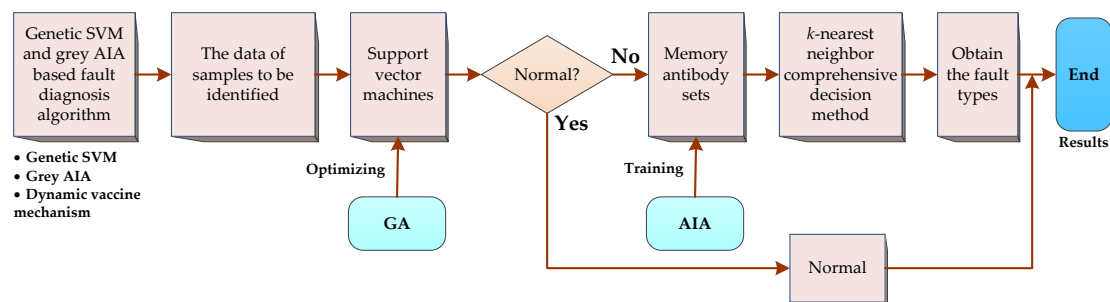 Genetic SVM
and grey AIA
based fault
diagnosis
algorithm
• Genetic SVM
• Grey AIA
• Dynamic vaccine
mechanism
The data of
samples to be
identified
Support
vector
machines
Optimizing
GA
Normal?
No
Yes
Memory
antibody
sets
Training
AIA
k-nearest
neighbor
comprehensive
decision
method
Obtain
the fault
types
Normal
End
Results